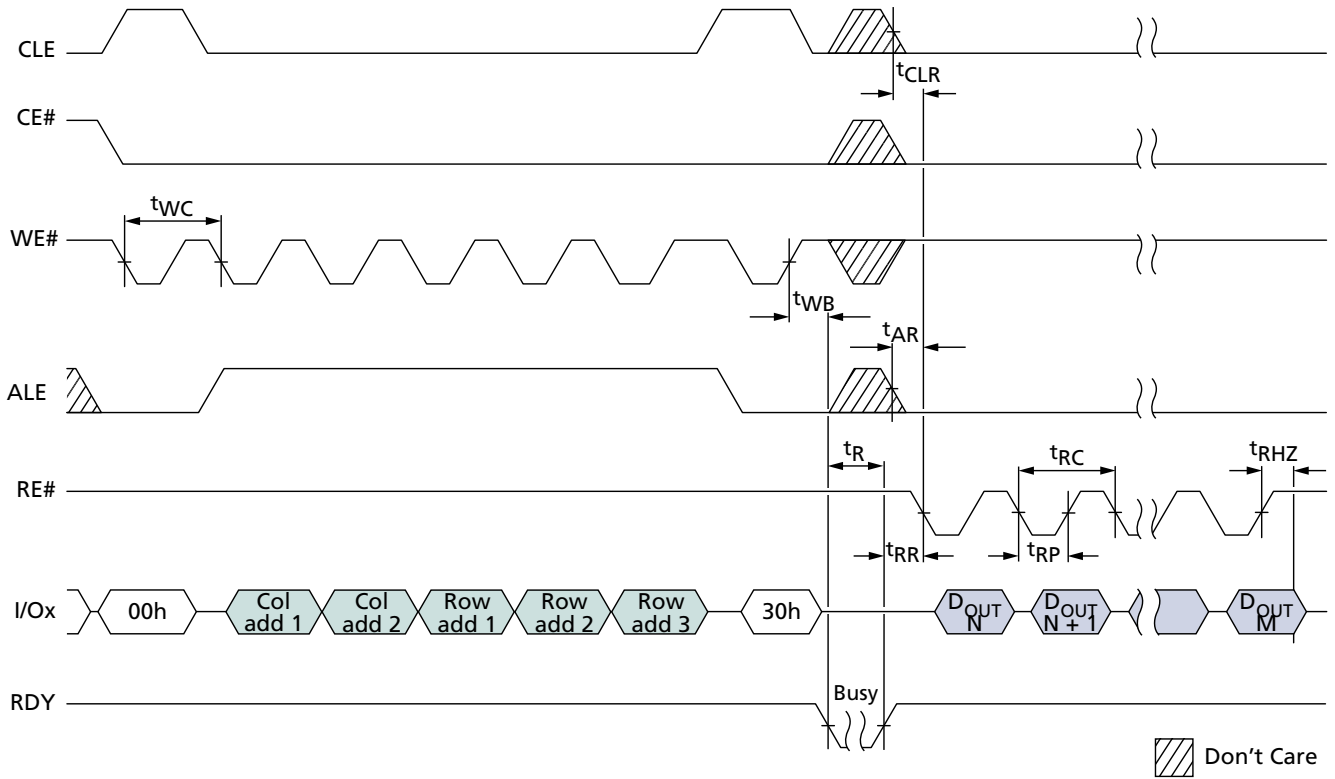 CLE
tCLR
CE#
tWC
WE#
tWB
tAR
ALE
tR
tRC
tRHZ
RE#
tRR
tRP
I/Ox
00h
Col
add 1
Col
add 2
Row
add 1
Row
add 2
Row
add 3
30h
DOUT
N
DOUT
N + 1
DOUT
M
RDY
Busy
Don't Care